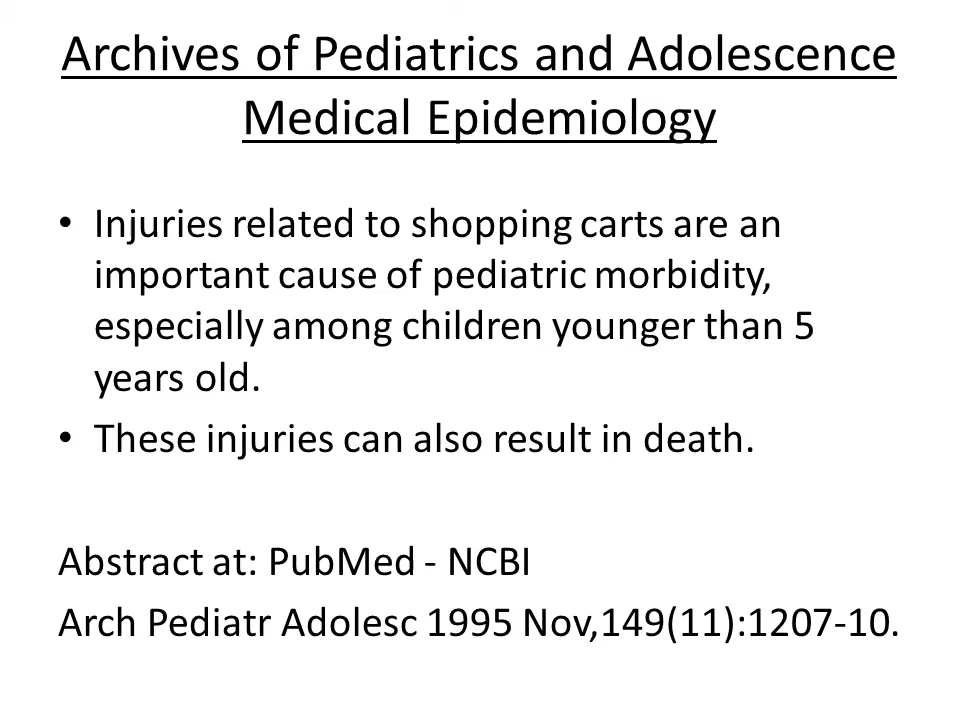 Archives of Pediatrics and Adolescence
Medical Epidemiology
• Injuries related to shopping carts are an
important cause of pediatric morbidity,
especially among children younger than 5
years old.
• These injuries can also result in death.
Abstract at: PubMed - NCBI
Arch Pediatr Adolesc 1995 Nov,149(11):1207-10.